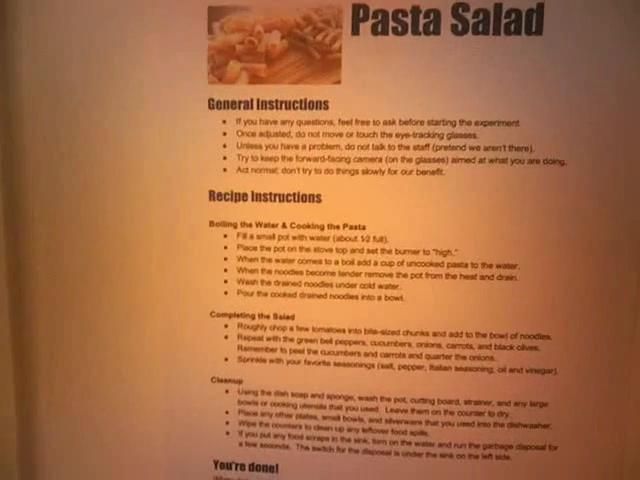 Pasta Salad
General Instructions
• If you have any questions, feel free to ask before starting the experiment
• Once adjusted, do not move or touch the eye-tracking glasses.
• Unless you have a problem, do not talk to the staff (pretend we aren't there).
• Try to keep the forward-facing camera (on the glasses) aimed at what you are doing.
• Act normal; don't try to do things slowly for our benefit.
Recipe Instructions
Boiling the Water & Cooking the Pasta
• Fill a small pot with water (about 1/2 full).
• Place the pot on the stove top and set the burner to "high."
• When the water comes to a boil add a cup of uncooked pasta to the water.
• When the noodles become tender remove the pot from the heat and drain.
• Wash the drained noodles under cold water.
• Pour the cooked drained noodles into a bowl.
Completing the Salad
• Roughly chop a few tomatoes into bite-sized chunks and add to the bowl of noodles.
• Repeat with the green bell peppers, cucumbers, onions, carrots, and black olives.
Remember to peel the cucumbers and carrots and quarter the onions.
• Sprinkle with your favorite seasonings (salt, pepper, Italian seasoning, oil and vinegar).
Cleanup
• Using the dish soap and sponge, wash the pot, cutting board, strainer, and any large
bowls or cooking utensils that you used. Leave them on the counter to dry.
• Place any other plates, small bowls, and silverware that you used into the dishwasher.
• Wipe the counters to clean up any leftover food spills.
• If you put any food scraps in the sink, turn on the water and run the garbage disposal for
a few seconds. The switch for the disposal is under the sink on the left side.
You're done!